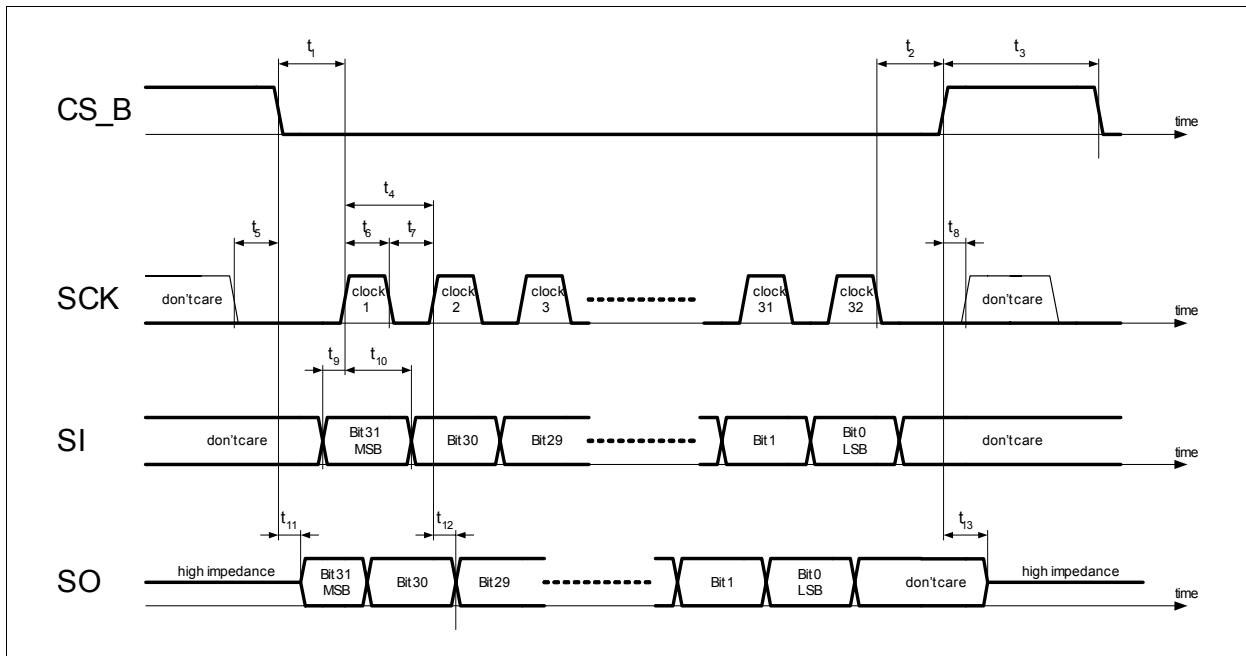 t1 t2 t3
CS_B
time
t4
t5 t6 t7 t8
SCK
don'tcare clock 1 clock 2 clock 3 clock 31 clock 32 don'tcare
time
t9 t10
SI
don'tcare Bit31 MSB Bit30 Bit29 Bit1 Bit0 LSB don'tcare
time
t11 t12 t13
SO
high impedance Bit31 MSB Bit30 Bit29 Bit1 Bit0 LSB don'tcare high impedance
time